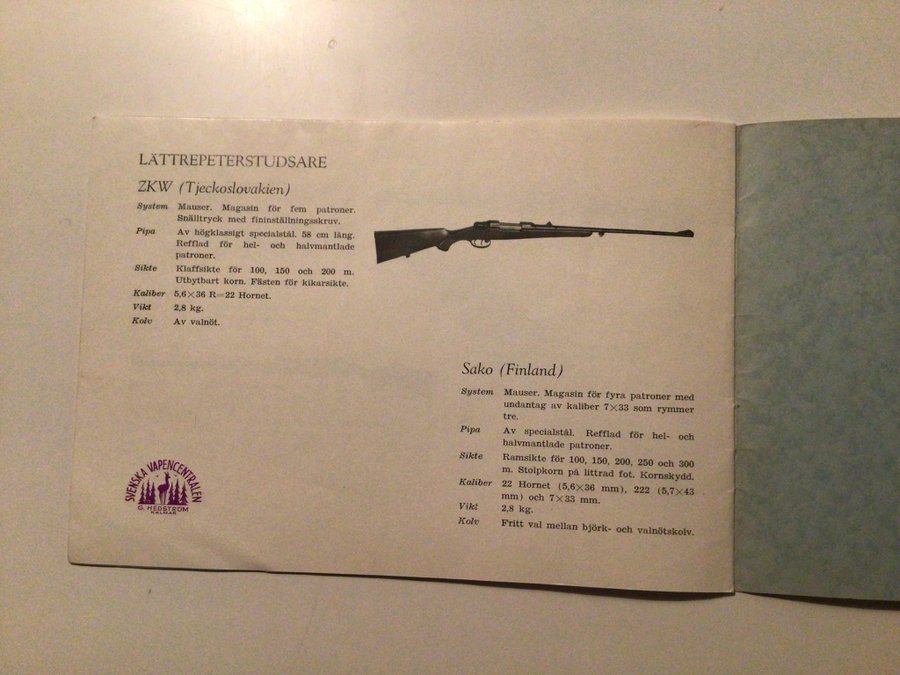 LÄTTREPETERSTUDSARE
ZKW (Tjeckoslovakien)
System Mauser. Magasin för fem patroner.
Snälltryck med fininställningsskruv.
Pipa Av högklassigt specialstål. 58 cm lång.
Refflad för hel- och halvmantlade
patroner.
Sikte Klaffsikte för 100, 150 och 200 m.
Utbytbart korn. Fästen för kikarsikte.
Kaliber 5,6×36 R=22 Hornet.
Vikt 2,8 kg.
Kolv Av valnöt.
Sako (Finland)
System Mauser. Magasin för fyra patroner med
undantag av kaliber 7×33 som rymmer
tre.
Pipa Av specialstål. Refflad för hel- och
halvmantlade patroner.
Sikte Ramsikte för 100, 150, 200, 250 och 300
m. Stolpkorn på littrad fot. Kornskydd.
Kaliber 22 Hornet (5,6×36 mm), 222 (5,7×43
mm) och 7×33 mm.
Vikt 2,8 kg.
Kolv Fritt val mellan björk- och valnötskolv.
SVENSKA VAPENCENTRALEN
G. HEDSTRÖM
KALMAR